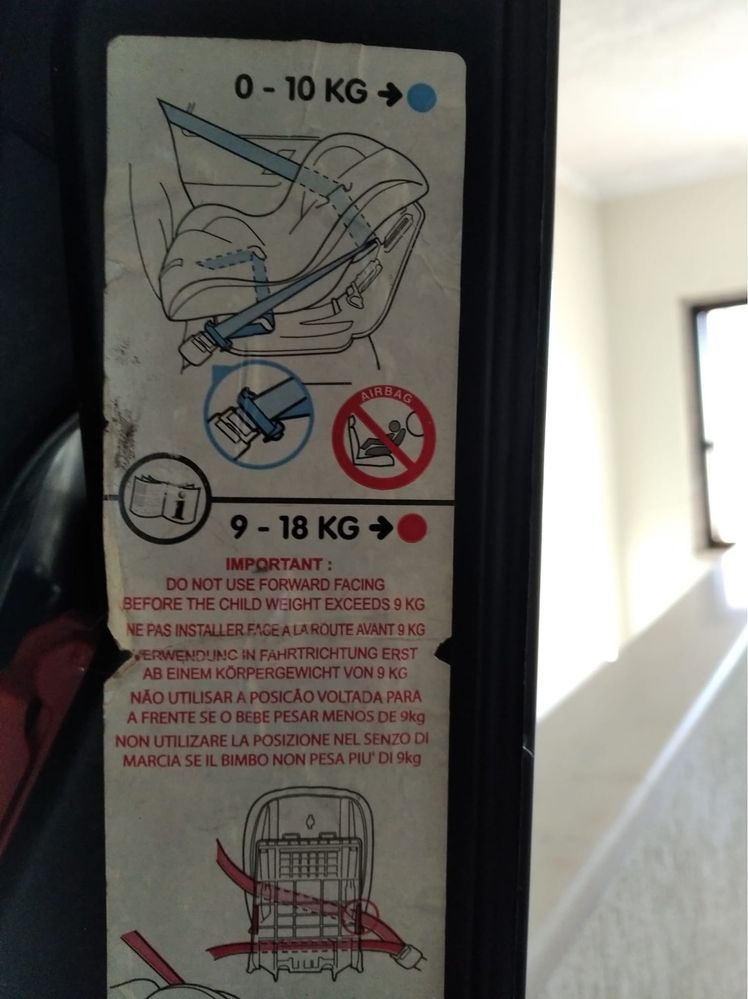 0 - 10 KG
AIRBAG
i
9 - 18 KG
IMPORTANT :
DO NOT USE FORWARD FACING
BEFORE THE CHILD WEIGHT EXCEEDS 9 KG
NE PAS INSTALLER FACE A LA ROUTE AVANT 9 KG
VERWENDUNG IN FAHRTRICHTUNG ERST
AB EINEM KÖRPERGEWICHT VON 9 KG
NÃO UTILISAR A POSICÃO VOLTADA PARA
A FRENTE SE O BEBE PESAR MENOS DE 9kg
NON UTILIZARE LA POSIZIONE NEL SENZO DI
MARCIA SE IL BIMBO NON PESA PIU' DI 9kg